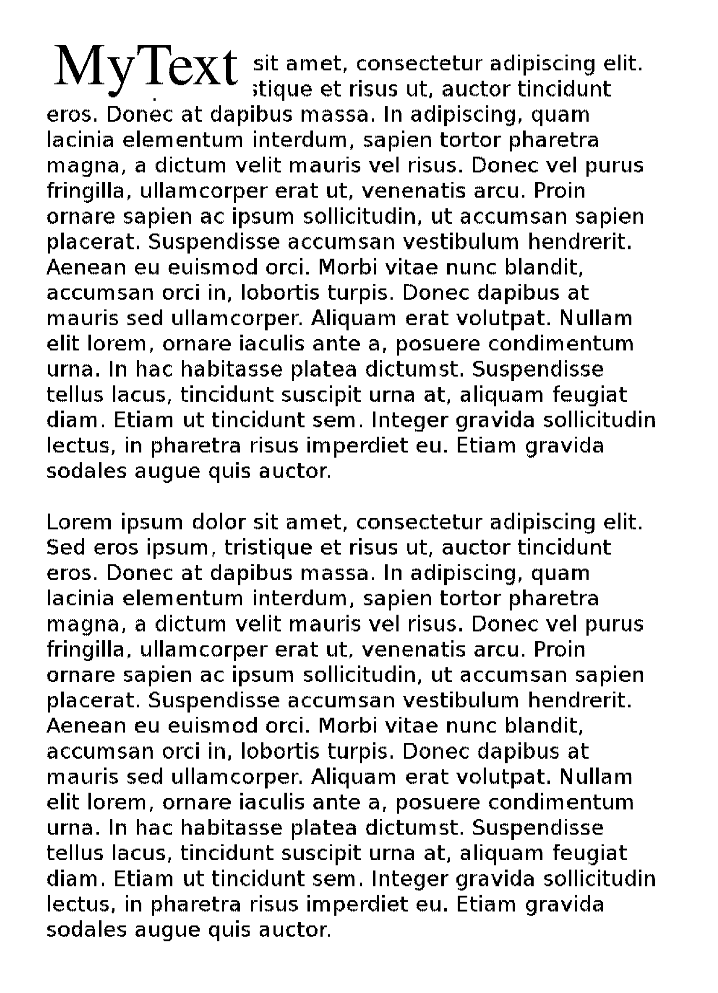 MyText sit amet, consectetur adipiscing elit.
et risus ut, auctor tincidunt
eros. Donec at dapibus massa. In adipiscing, quam
lacinia elementum interdum, sapien tortor pharetra
magna, a dictum velit mauris vel risus. Donec vel purus
fringilla, ullamcorper erat ut, venenatis arcu. Proin
ornare sapien ac ipsum sollicitudin, ut accumsan sapien
placerat. Suspendisse accumsan vestibulum hendrerit.
Aenean eu euismod orci. Morbi vitae nunc blandit,
accumsan orci in, lobortis turpis. Donec dapibus at
mauris sed ullamcorper. Aliquam erat volutpat. Nullam
elit lorem, ornare iaculis ante a, posuere condimentum
urna. In hac habitasse platea dictumst. Suspendisse
tellus lacus, tincidunt suscipit urna at, aliquam feugiat
diam. Etiam ut tincidunt sem. Integer gravida sollicitudin
lectus, in pharetra risus imperdiet eu. Etiam gravida
sodales augue quis auctor.
Lorem ipsum dolor sit amet, consectetur adipiscing elit.
Sed eros ipsum, tristique et risus ut, auctor tincidunt
eros. Donec at dapibus massa. In adipiscing, quam
lacinia elementum interdum, sapien tortor pharetra
magna, a dictum velit mauris vel risus. Donec vel purus
fringilla, ullamcorper erat ut, venenatis arcu. Proin
ornare sapien ac ipsum sollicitudin, ut accumsan sapien
placerat. Suspendisse accumsan vestibulum hendrerit.
Aenean eu euismod orci. Morbi vitae nunc blandit,
accumsan orci in, lobortis turpis. Donec dapibus at
mauris sed ullamcorper. Aliquam erat volutpat. Nullam
elit lorem, ornare iaculis ante a, posuere condimentum
urna. In hac habitasse platea dictumst. Suspendisse
tellus lacus, tincidunt suscipit urna at, aliquam feugiat
diam. Etiam ut tincidunt sem. Integer gravida sollicitudin
lectus, in pharetra risus imperdiet eu. Etiam gravida
sodales augue quis auctor.